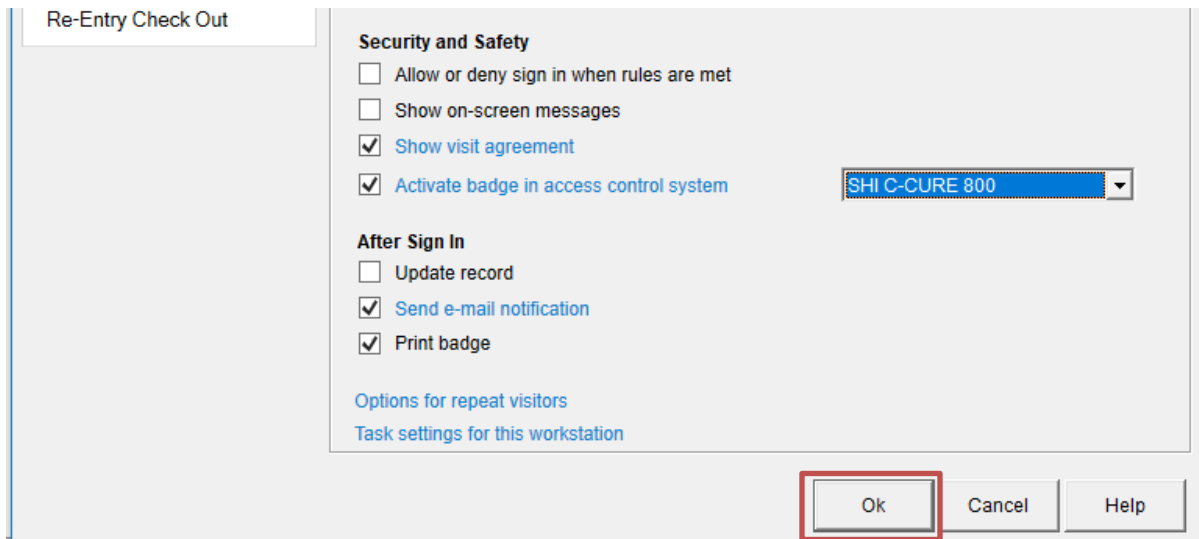 Re-Entry Check Out
Security and Safety
Allow or deny sign in when rules are met
Show on-screen messages
Show visit agreement
Activate badge in access control system SHI C-CURE 800
After Sign In
Update record
Send e-mail notification
Print badge
Options for repeat visitors
Task settings for this workstation
Ok Cancel Help